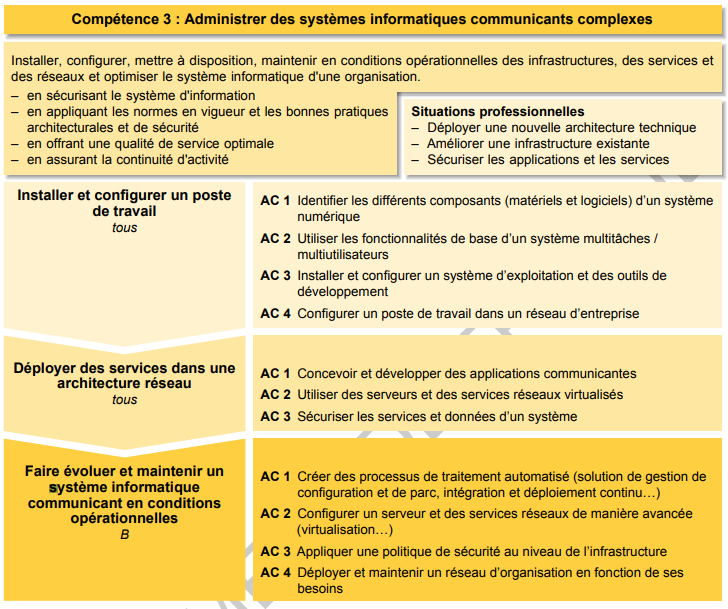 Compétence 3 : Administrer des systèmes informatiques communicants complexes
Installer, configurer, mettre à disposition, maintenir en conditions opérationnelles des infrastructures, des services et
des réseaux et optimiser le système informatique d'une organisation.
– en sécurisant le système d'information
– en appliquant les normes en vigueur et les bonnes pratiques
architecturales et de sécurité
– en offrant une qualité de service optimale
– en assurant la continuité d'activité
Situations professionnelles
– Déployer une nouvelle architecture technique
– Améliorer une infrastructure existante
– Sécuriser les applications et les services
Installer et configurer un poste
de travail
tous
AC 1 Identifier les différents composants (matériels et logiciels) d'un système
numérique
AC 2 Utiliser les fonctionnalités de base d'un système multitâches /
multiutilisateurs
AC 3 Installer et configurer un système d'exploitation et des outils de
développement
AC 4 Configurer un poste de travail dans un réseau d'entreprise
Déployer des services dans une
architecture réseau
tous
AC 1 Concevoir et développer des applications communicantes
AC 2 Utiliser des serveurs et des services réseaux virtualisés
AC 3 Sécuriser les services et données d'un système
Faire évoluer et maintenir un
système informatique
communicant en conditions
opérationnelles
B
AC 1 Créer des processus de traitement automatisé (solution de gestion de
configuration et de parc, intégration et déploiement continu…)
AC 2 Configurer un serveur et des services réseaux de manière avancée
(virtualisation…)
AC 3 Appliquer une politique de sécurité au niveau de l'infrastructure
AC 4 Déployer et maintenir un réseau d'organisation en fonction de ses
besoins